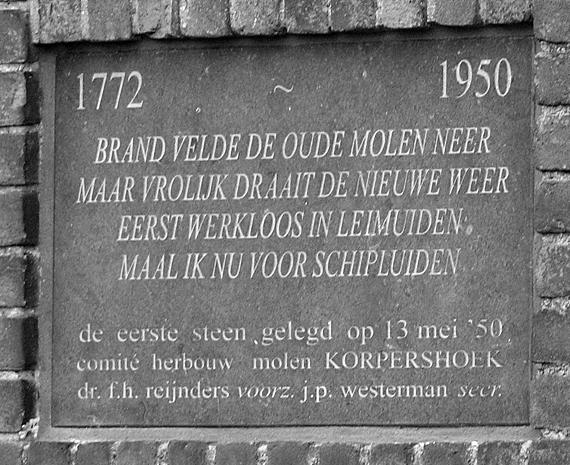 1772 ~ 1950
BRAND VELDE DE OUDE MOLEN NEER
MAAR VROLIJK DRAAIT DE NIEUWE WEER
EERST WERKLOOS IN LEIMUIDEN
MAAL IK NU VOOR SCHIPLUIDEN
de eerste steen gelegd op 13 mei '50
comité herbouw molen KORPERSHOEK
dr. f.h. reijnders voorz. j.p. westerman secr.